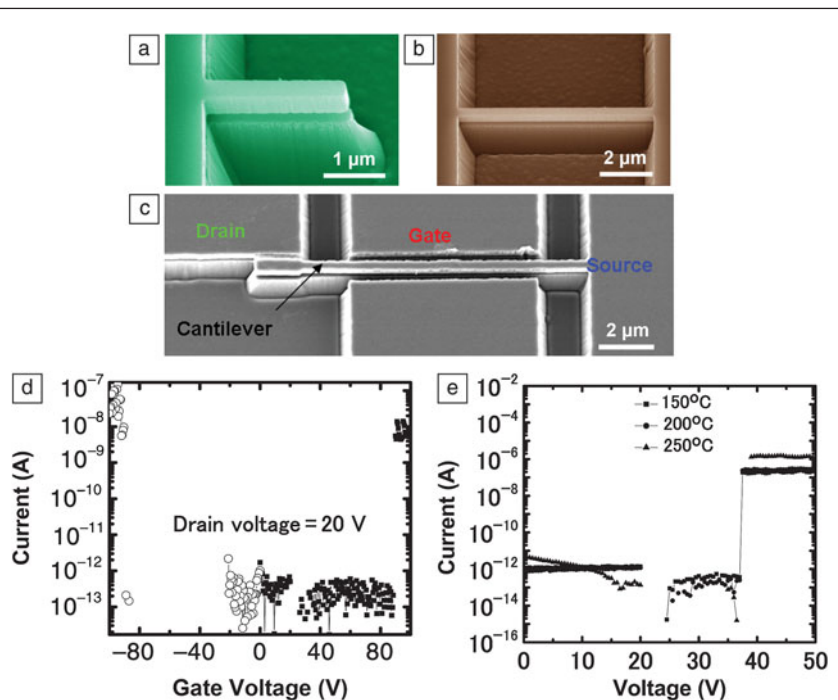 a
b
1 µm
2 µm
c
Drain
Gate
Source
Cantilever
2 µm
d
10⁻⁷
10⁻⁸
10⁻⁹
10⁻¹⁰
10⁻¹¹
10⁻¹²
10⁻¹³
Current (A)
Drain voltage = 20 V
−80 −40 0 40 80
Gate Voltage (V)
e
10⁻²
10⁻⁴
10⁻⁶
10⁻⁸
10⁻¹⁰
10⁻¹²
10⁻¹⁴
10⁻¹⁶
Current (A)
150°C
200°C
250°C
0 10 20 30 40 50
Voltage (V)